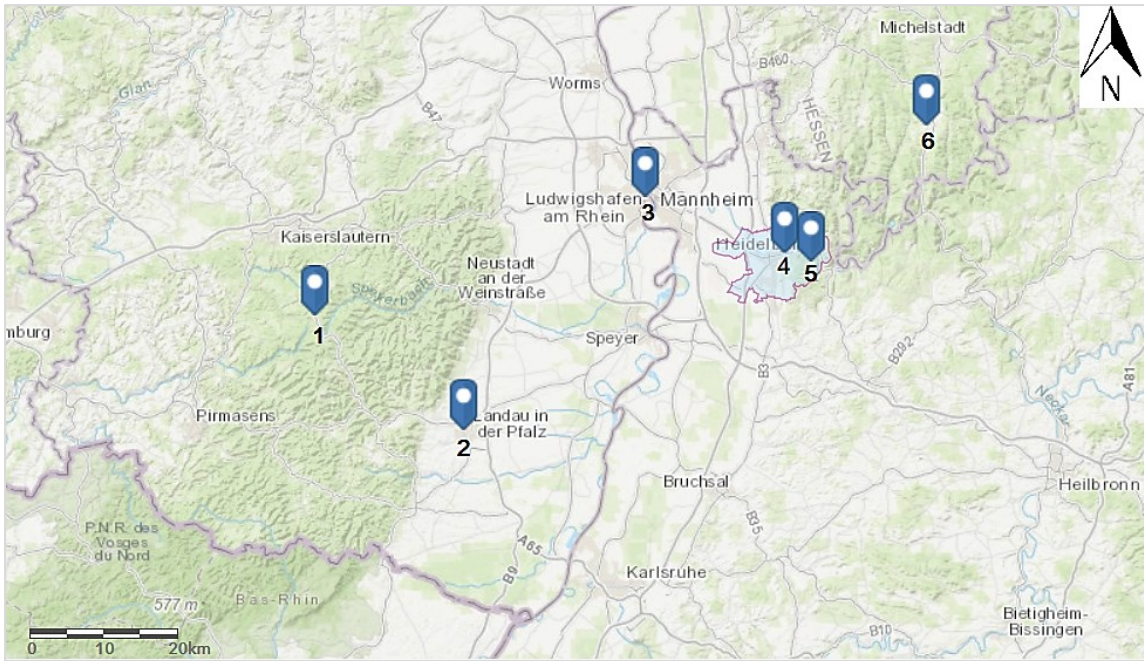 Michelstadt
N
B460
Glan
Worms
B47
HESSEN
6
Ludwigshafen
am Rhein
Mannheim
3
Kaiserslautern
Heidelb
4
5
Neustadt
an der
Weinstraße
1
Speyer
B292
B3
A81
Pirmasens
Landau in
der Pfalz
2
Neckar
Bruchsal
Heilbronn
B35
P.N.R. des
Vosges
du Nord
A65
B9
Karlsruhe
577 m
Bas-Rhin
Bietigheim-
Bissingen
B10
0 10 20km